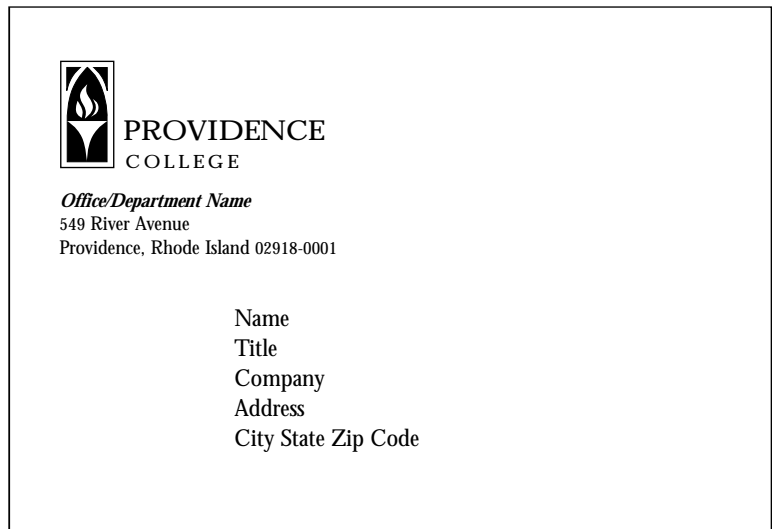 PROVIDENCE
COLLEGE
Office/Department Name
549 River Avenue
Providence, Rhode Island 02918-0001
Name
Title
Company
Address
City State Zip Code